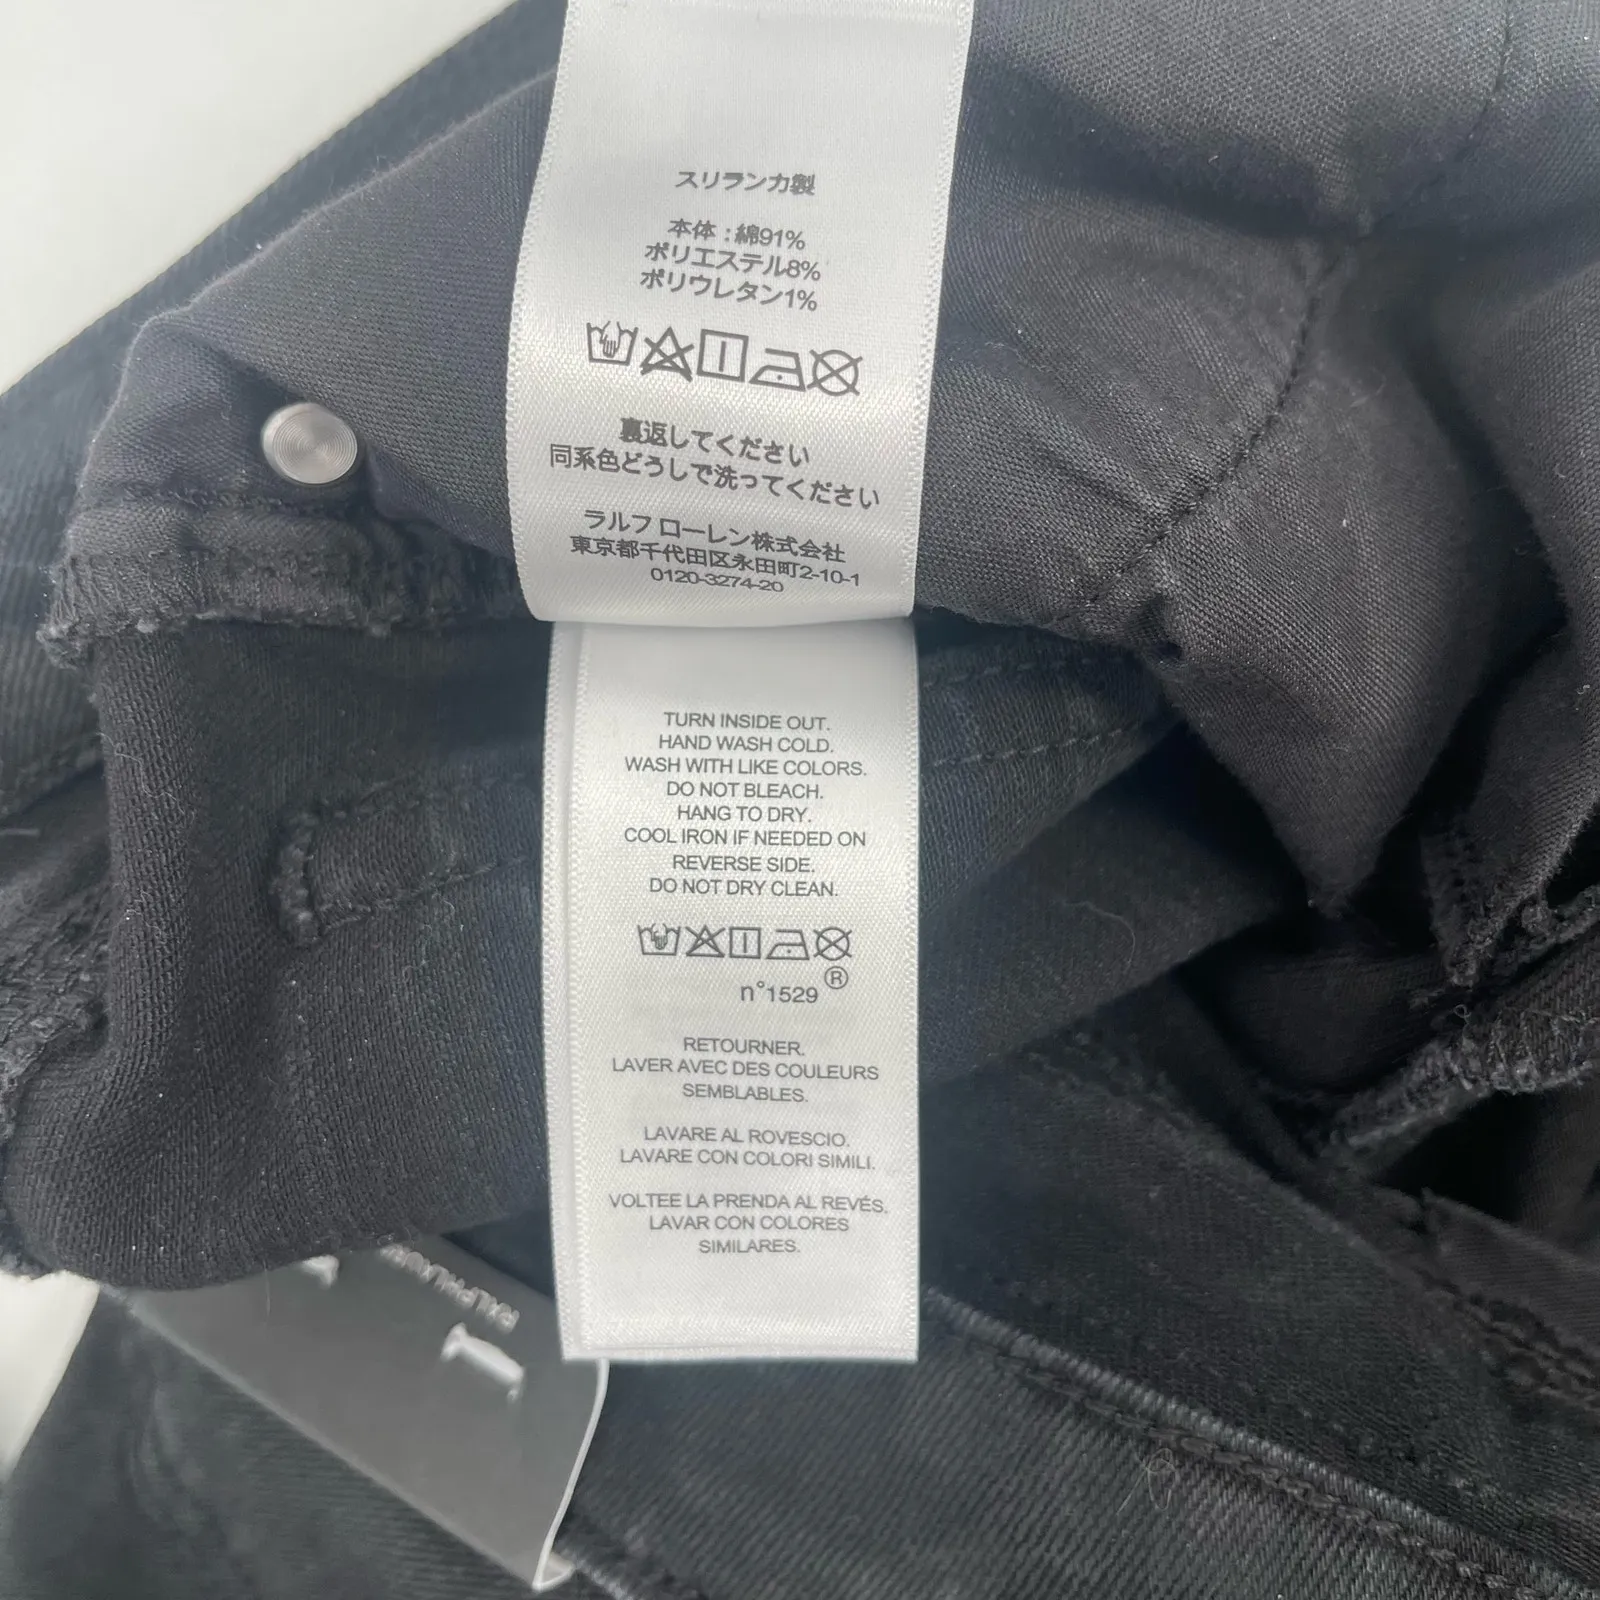 スリランカ製
本体 : 綿91%
ポリエステル8%
ポリウレタン1%
裏返してください
同系色どうしで洗ってください
ラルフ ローレン株式会社
東京都千代田区永田町2-10-1
0120-3274-20
TURN INSIDE OUT.
HAND WASH COLD.
WASH WITH LIKE COLORS.
DO NOT BLEACH.
HANG TO DRY.
COOL IRON IF NEEDED ON
REVERSE SIDE.
DO NOT DRY CLEAN.
®
n°1529
RETOURNER.
LAVER AVEC DES COULEURS
SEMBLABLES.
LAVARE AL ROVESCIO.
LAVARE CON COLORI SIMILI.
VOLTEE LA PRENDA AL REVÉS.
LAVAR CON COLORES
SIMILARES.